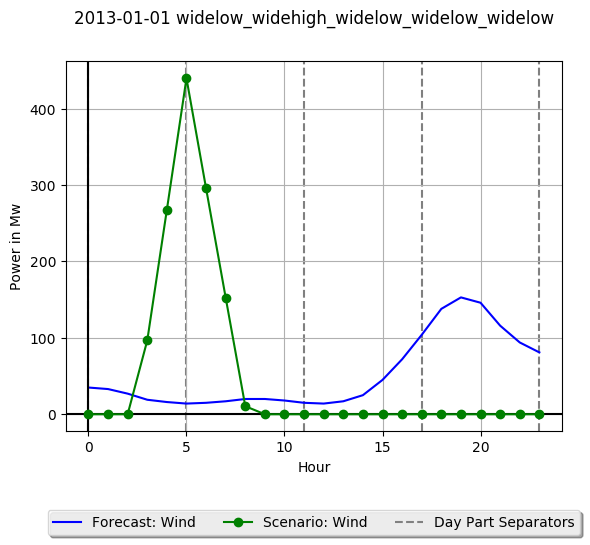 2013-01-01 widelow_widehigh_widelow_widelow_widelow
400
300
200
100
0
Power in Mw
0 5 10 15 20
Hour
Forecast: Wind Scenario: Wind Day Part Separators